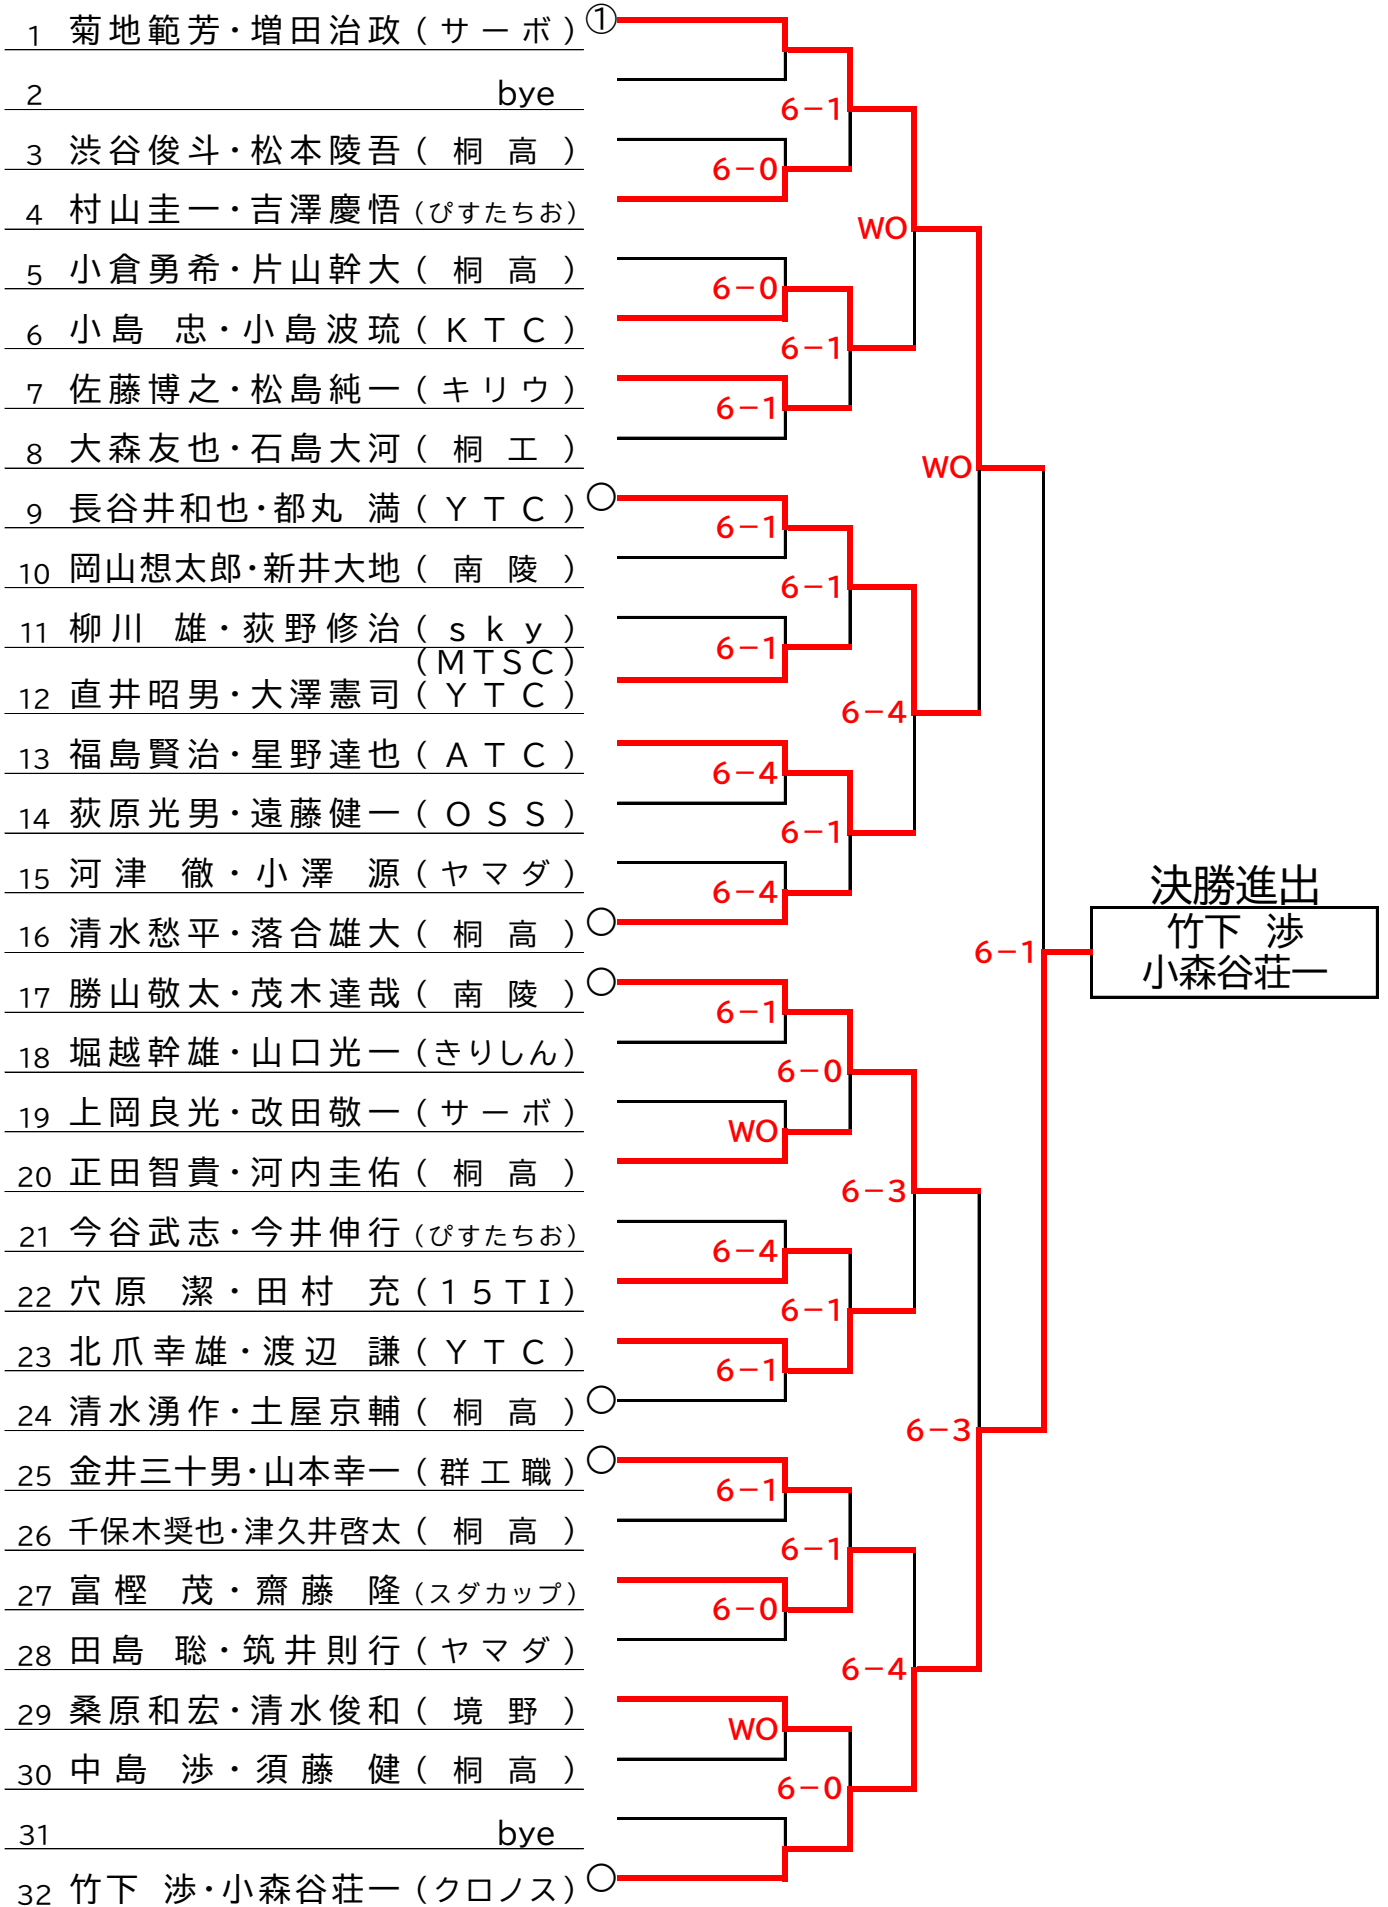 1 菊地範芳・増田治政(サーボ) ①
2 bye
6-1
3 渋谷俊斗・松本陵吾(桐高)
6-0
4 村山圭一・吉澤慶悟(ぴすたちお)
WO
5 小倉勇希・片山幹大(桐高)
6-0
6 小島 忠・小島波琉(KTC)
6-1
7 佐藤博之・松島純一(キリウ)
6-1
8 大森友也・石島大河(桐工)
WO
9 長谷井和也・都丸 満(YTC) ○
6-1
10 岡山想太郎・新井大地(南陵)
6-1
11 柳川 雄・荻野修治(sky)
6-1
(MTSC)
12 直井昭男・大澤憲司(YTC)
6-4
13 福島賢治・星野達也(ATC)
6-4
14 荻原光男・遠藤健一(OSS)
6-1
15 河津 徹・小澤 源(ヤマダ)
6-4
決勝進出
16 清水愁平・落合雄大(桐高) ○
竹下 渉
6-1
小森谷荘一
17 勝山敬太・茂木達哉(南陵) ○
6-1
18 堀越幹雄・山口光一(きりしん)
6-0
19 上岡良光・改田敬一(サーボ)
WO
20 正田智貴・河内圭佑(桐高)
6-3
21 今谷武志・今井伸行(ぴすたちお)
6-4
22 穴原 潔・田村 充(15TI)
6-1
23 北爪幸雄・渡辺 謙(YTC)
6-1
24 清水湧作・土屋京輔(桐高) ○
6-3
25 金井三十男・山本幸一(群工職) ○
6-1
26 千保木奨也・津久井啓太(桐高)
6-1
27 富樫 茂・齋藤 隆(スダカップ)
6-0
28 田島 聡・筑井則行(ヤマダ)
6-4
29 桑原和宏・清水俊和(境野)
WO
30 中島 渉・須藤 健(桐高)
6-0
31 bye
32 竹下 渉・小森谷荘一(クロノス) ○